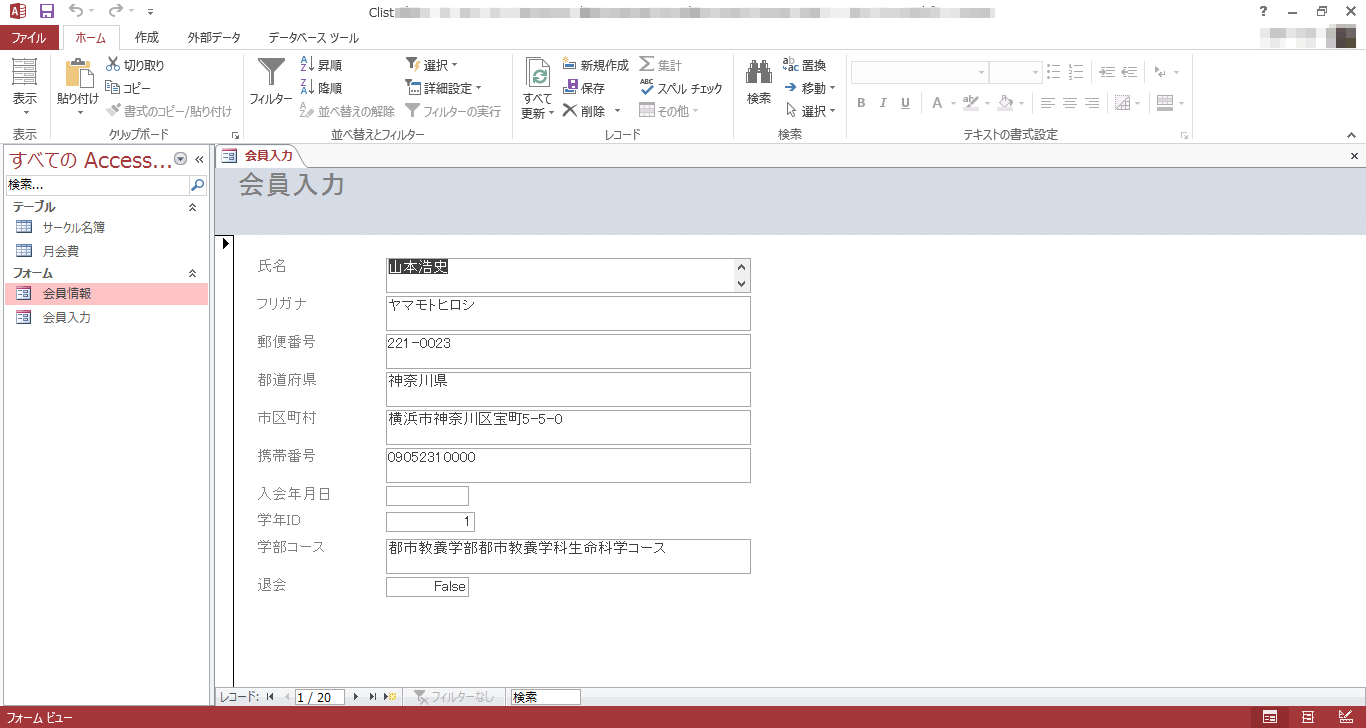 Clist
?
ファイル ホーム 作成 外部データ データベース ツール
表示
表示
貼り付け
切り取り
コピー
書式のコピー/貼り付け
クリップボード
フィルター
昇順
降順
並べ替えの解除
選択
詳細設定
フィルターの実行
並べ替えとフィルター
すべて
更新
新規作成
保存
削除
集計
スペル チェック
その他
レコード
検索
置換
移動
選択
検索
B I U A
テキストの書式設定
すべての Access...
検索...
テーブル
サークル名簿
月会費
フォーム
会員情報
会員入力
会員入力
会員入力
氏名 山本浩史
フリガナ ヤマモトヒロシ
郵便番号 221-0023
都道府県 神奈川県
市区町村 横浜市神奈川区宝町5-5-0
携帯番号 09052310000
入会年月日
学年ID 1
学部コース 都市教養学部都市教養学科生命科学コース
退会 False
レコード: 1 / 20 フィルターなし 検索
フォーム ビュー